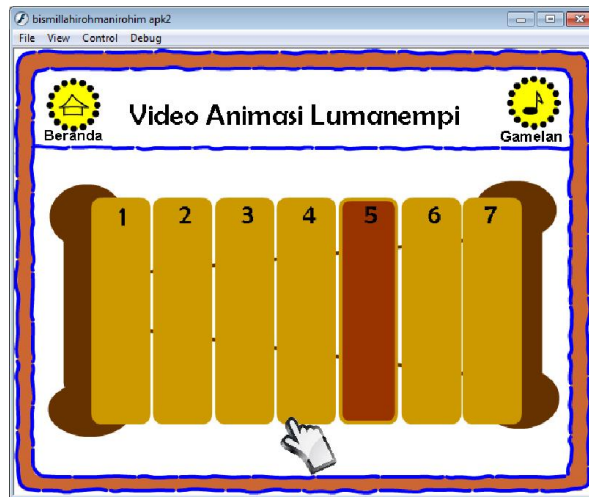 bismillahirohmanirohim apk2
File View Control Debug
Video Animasi Lumanempi
Beranda
Gamelan
1 2 3 4 5 6 7